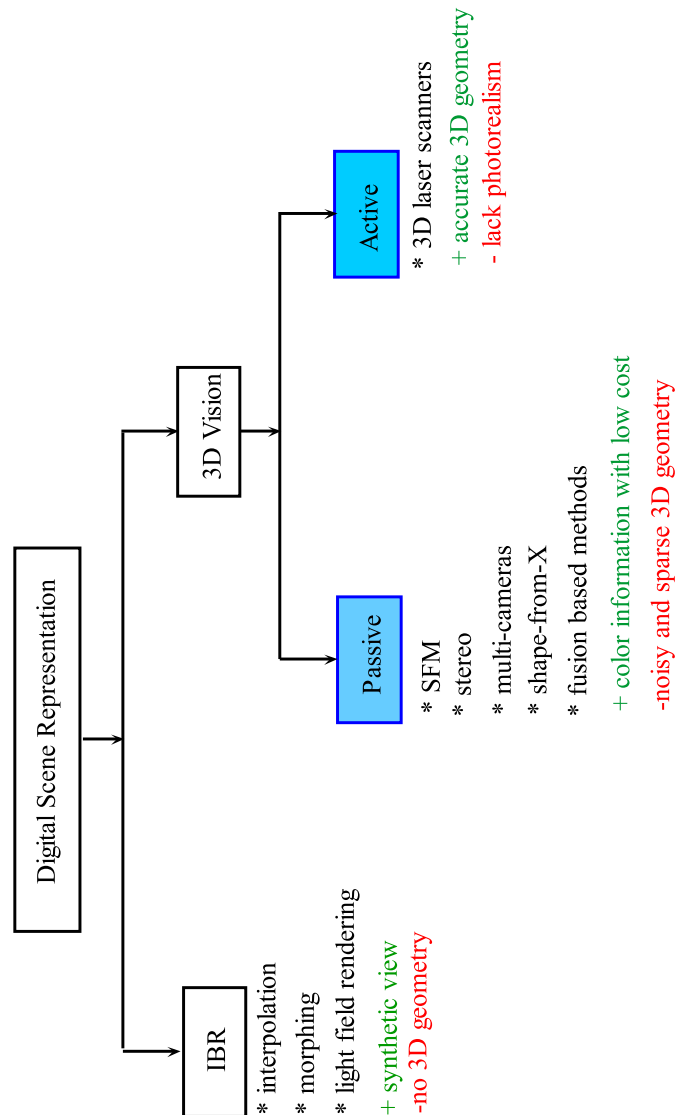 Digital Scene Representation
IBR
* interpolation
* morphing
* light field rendering
+ synthetic view
-no 3D geometry
3D Vision
Passive
* SFM
* stereo
* multi-cameras
* shape-from-X
* fusion based methods
+ color information with low cost
-noisy and sparse 3D geometry
Active
* 3D laser scanners
+ accurate 3D geometry
- lack photorealism